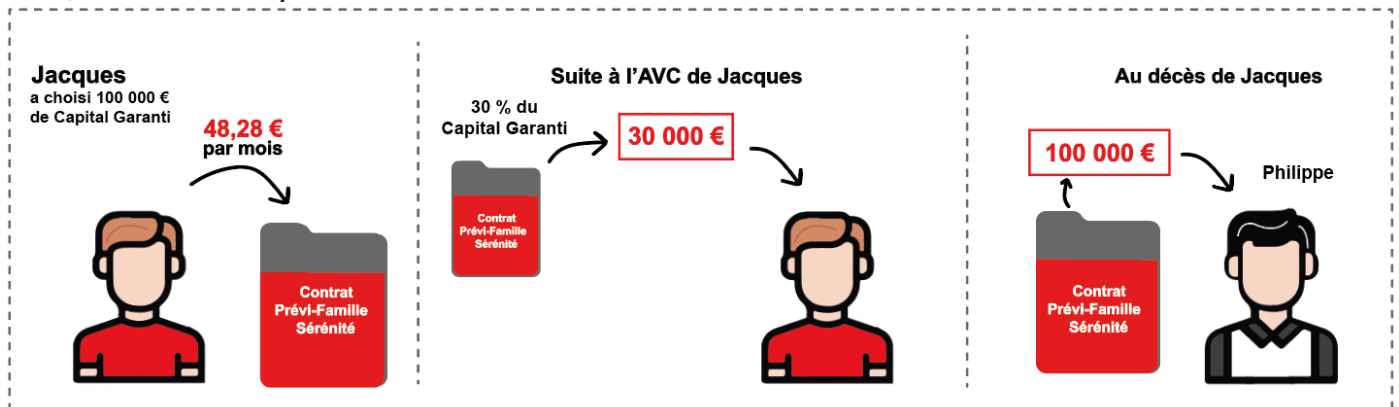 Jacques
a choisi 100 000 €
de Capital Garanti
48,28 €
par mois
Contrat
Prévi-Famille
Sérénité
Suite à l'AVC de Jacques
30 % du
Capital Garanti
30 000 €
Contrat
Prévi-Famille
Sérénité
Au décès de Jacques
100 000 €
Philippe
Contrat
Prévi-Famille
Sérénité